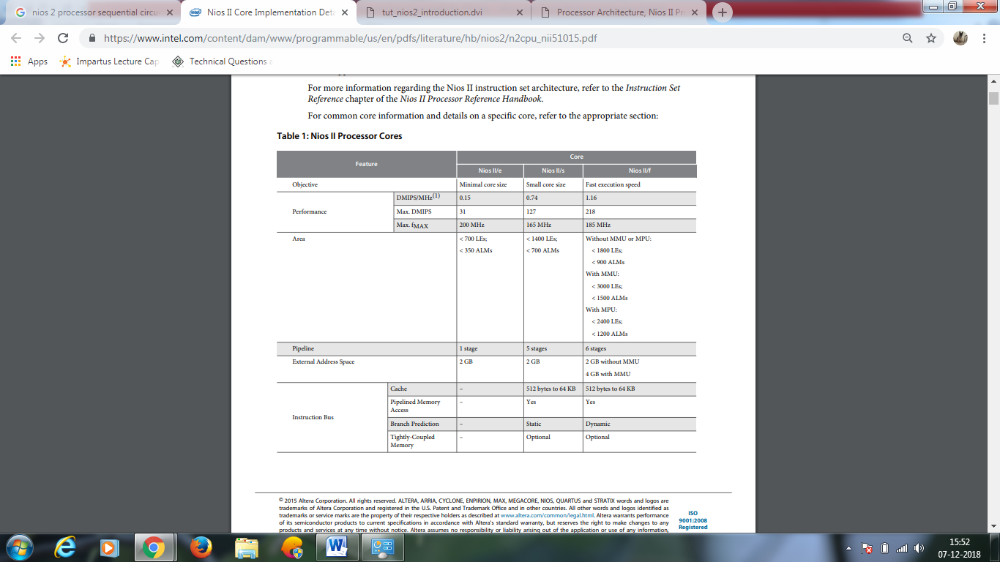 nios 2 processor sequential circu
Nios II Core Implementation Det
tut_nios2_introduction.dvi
Processor Architecture, Nios II Pr
https://www.intel.com/content/dam/www/programmable/us/en/pdfs/literature/hb/nios2/n2cpu_nii51015.pdf
Apps
Impartus Lecture Cap
Technical Questions a
For more information regarding the Nios II instruction set architecture, refer to the Instruction Set
Reference chapter of the Nios II Processor Reference Handbook.
For common core information and details on a specific core, refer to the appropriate section:
Table 1: Nios II Processor Cores
Feature
Core
Nios II/e Nios II/s Nios II/f
Objective Minimal core size Small core size Fast execution speed
Performance
DMIPS/MHz(1) 0.15 0.74 1.16
Max. DMIPS 31 127 218
Max. fMAX 200 MHz 165 MHz 185 MHz
Area < 700 LEs; < 1400 LEs; Without MMU or MPU:
< 350 ALMs < 700 ALMs < 1800 LEs;
< 900 ALMs
With MMU:
< 3000 LEs;
< 1500 ALMs
With MPU:
< 2400 LEs;
< 1200 ALMs
Pipeline 1 stage 5 stages 6 stages
External Address Space 2 GB 2 GB 2 GB without MMU
4 GB with MMU
Instruction Bus
Cache – 512 bytes to 64 KB 512 bytes to 64 KB
Pipelined Memory – Yes Yes
Access
Branch Prediction – Static Dynamic
Tightly-Coupled – Optional Optional
Memory
© 2015 Altera Corporation. All rights reserved. ALTERA, ARRIA, CYCLONE, ENPIRION, MAX, MEGACORE, NIOS, QUARTUS and STRATIX words and logos are
trademarks of Altera Corporation and registered in the U.S. Patent and Trademark Office and in other countries. All other words and logos identified as
trademarks or service marks are the property of their respective holders as described at www.altera.com/common/legal.html. Altera warrants performance
of its semiconductor products to current specifications in accordance with Altera's standard warranty, but reserves the right to make changes to any
products and services at any time without notice. Altera assumes no responsibility or liability arising out of the application or use of any information,
ISO
9001:2008
Registered
15:52
07-12-2018